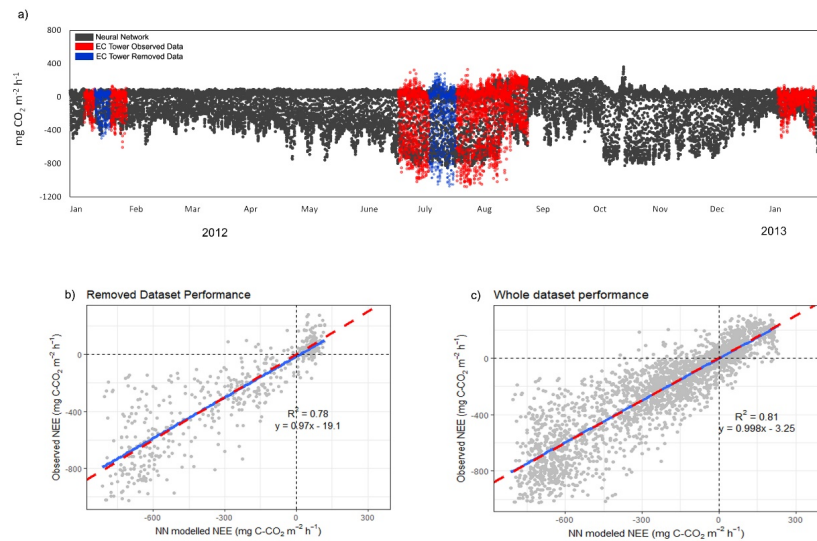 a)
800
400
0
-400
-800
-1200
mg CO₂ m⁻² h⁻¹
Neural Network
EC Tower Observed Data
EC Tower Removed Data
Jan Feb Mar Apr May June July Aug Sep Oct Nov Dec Jan
2012 2013
b) Removed Dataset Performance
Observed NEE (mg C-CO₂ m⁻² h⁻¹)
0
-400
-800
R² = 0.78
y = 0.97x - 19.1
-600 -300 0 300
NN modelled NEE (mg C-CO₂ m⁻² h⁻¹)
c) Whole dataset performance
Observed NEE (mg C-CO₂ m⁻² h⁻¹)
0
-400
-800
R² = 0.81
y = 0.998x - 3.25
-600 -300 0 300
NN modeled NEE (mg C-CO₂ m⁻² h⁻¹)